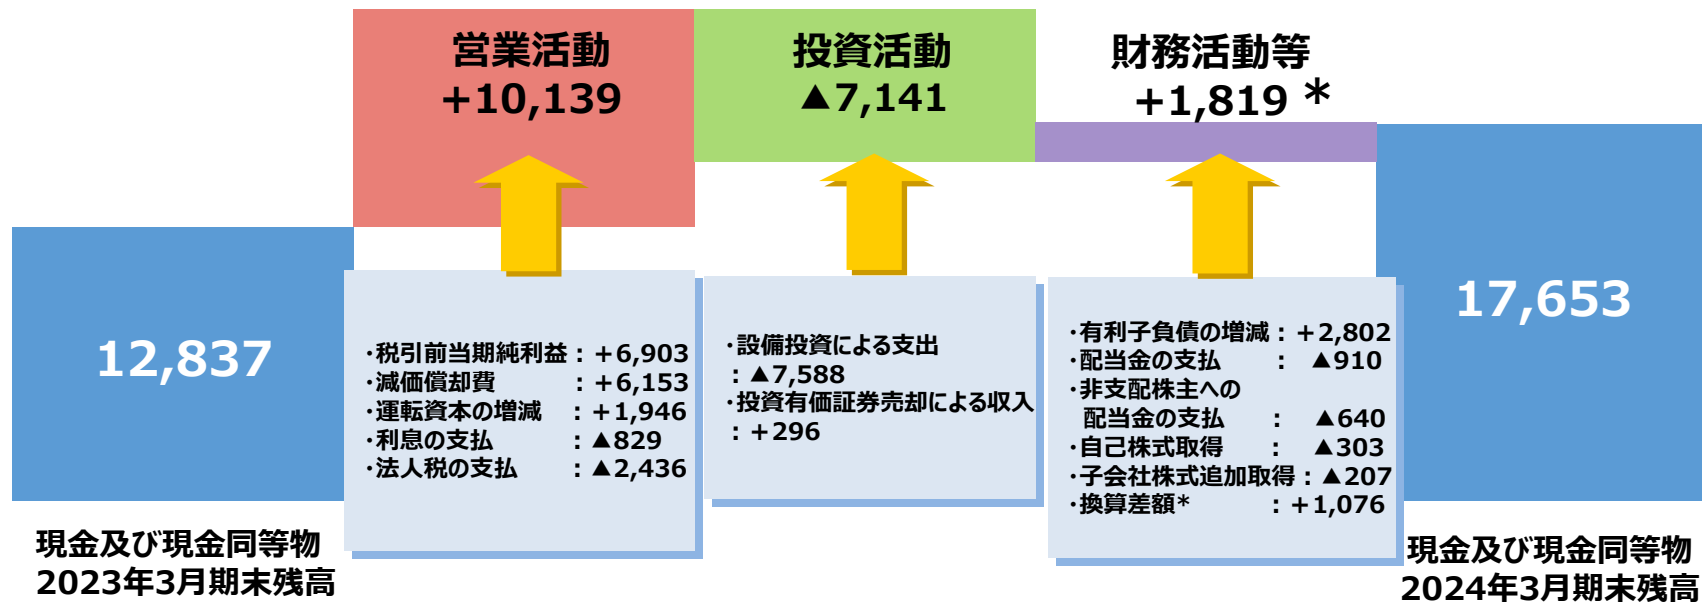 営業活動
+10,139
投資活動
▲7,141
財務活動等
+1,819 *
12,837
現金及び現金同等物
2023年3月期末残高
・税引前当期純利益：+6,903
・減価償却費 ：+6,153
・運転資本の増減 ：+1,946
・利息の支払 ：▲829
・法人税の支払 ：▲2,436
・設備投資による支出
：▲7,588
・投資有価証券売却による収入
：+296
・有利子負債の増減：+2,802
・配当金の支払 ： ▲910
・非支配株主への
配当金の支払 ： ▲640
・自己株式取得 ： ▲303
・子会社株式追加取得：▲207
・換算差額* ：+1,076
17,653
現金及び現金同等物
2024年3月期末残高